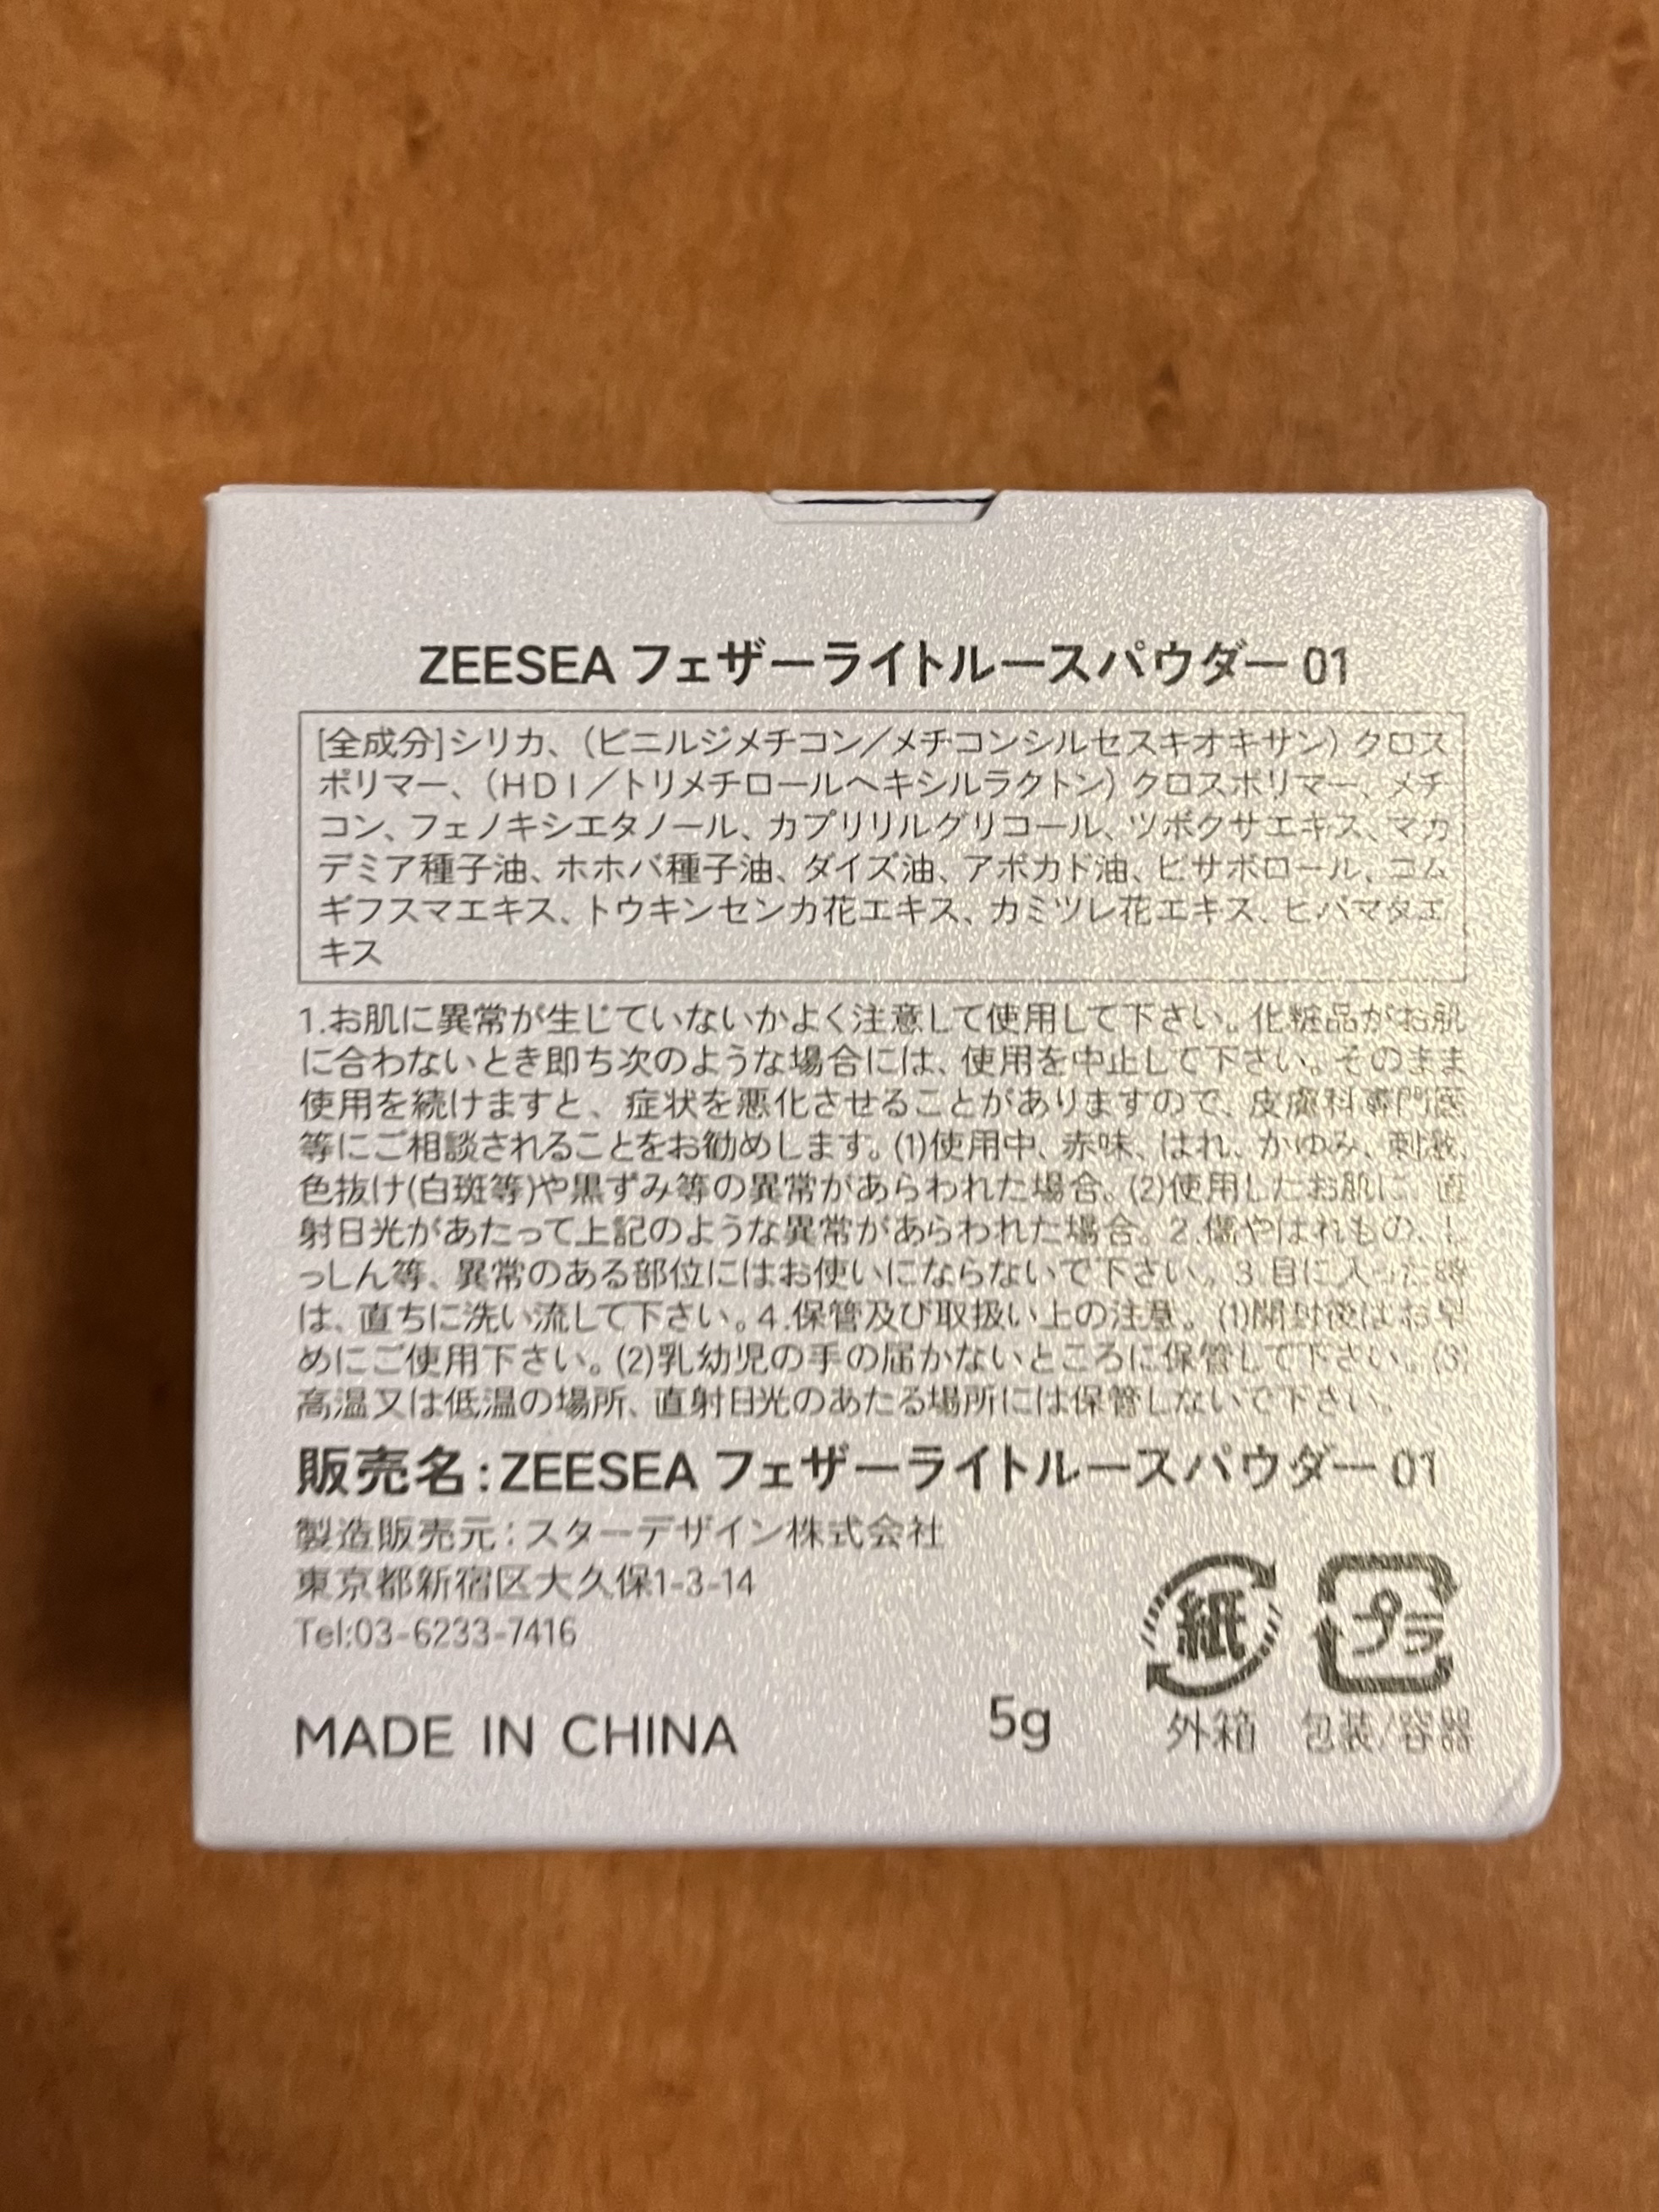 ZEESEA フェザーライトルースパウダー 01
[全成分]シリカ、（ビニルジメチコン／メチコンシルセスキオキサン）クロス
ポリマー、（ＨＤＩ／トリメチロールヘキシルラクトン）クロスポリマー、メチ
コン、フェノキシエタノール、カプリリルグリコール、ツボクサエキス、マカ
デミア種子油、ホホバ種子油、ダイズ油、アボカド油、ビサボロール、コム
ギフスマエキス、トウキンセンカ花エキス、カミツレ花エキス、ヒバマタエ
キス
1.お肌に異常が生じていないかよく注意して使用して下さい。化粧品がお肌
に合わないとき即ち次のような場合には、使用を中止して下さい。そのまま
使用を続けますと、症状を悪化させることがありますので、皮膚科専門医
等にご相談されることをお勧めします。(1)使用中、赤味、はれ、かゆみ、刺激、
色抜け(白斑等)や黒ずみ等の異常があらわれた場合。(2)使用したお肌に、直
射日光があたって上記のような異常があらわれた場合。2.傷やはれもの、し
っしん等、異常のある部位にはお使いにならないで下さい。3.目に入った時
は、直ちに洗い流して下さい。4.保管及び取扱い上の注意。(1)開封後はお早
めにご使用下さい。(2)乳幼児の手の届かないところに保管して下さい。(3)
高温又は低温の場所、直射日光のあたる場所には保管しないで下さい。
販売名:ZEESEA フェザーライトルースパウダー 01
製造販売元:スターデザイン株式会社
東京都新宿区大久保1-3-14
Tel:03-6233-7416
紙 プラ
MADE IN CHINA 5g 外箱 包装/容器